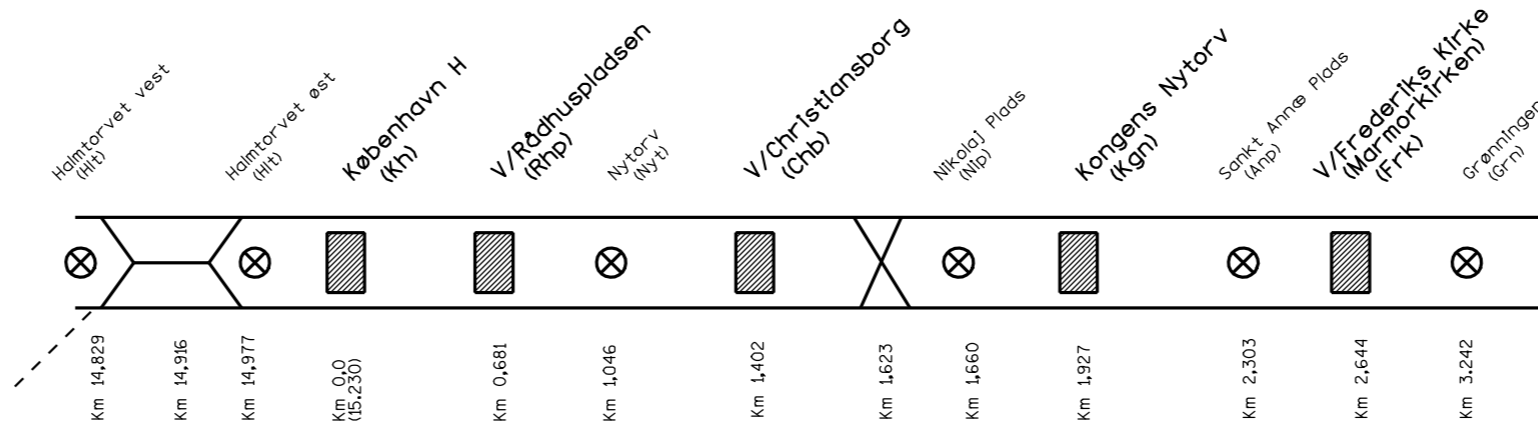 Halmtorvet vest
(Hlt)
Halmtorvet øst
(Hlt)
København H
(Kh)
V/Rådhuspladsen
(Rhp)
Nytorv
(Nyt)
V/Christiansborg
(Chb)
Nikolaj Plads
(Nlp)
Kongens Nytorv
(Kgn)
Sankt Annæ Plads
(Anp)
V/Frederiks Kirke
(Marmorkirken)
(Frk)
Grønningen
(Grn)
Km 14,829
Km 14,916
Km 14,977
Km 0,0
(15.230)
Km 0,681
Km 1,046
Km 1,402
Km 1,623
Km 1,660
Km 1,927
Km 2,303
Km 2,644
Km 3.242